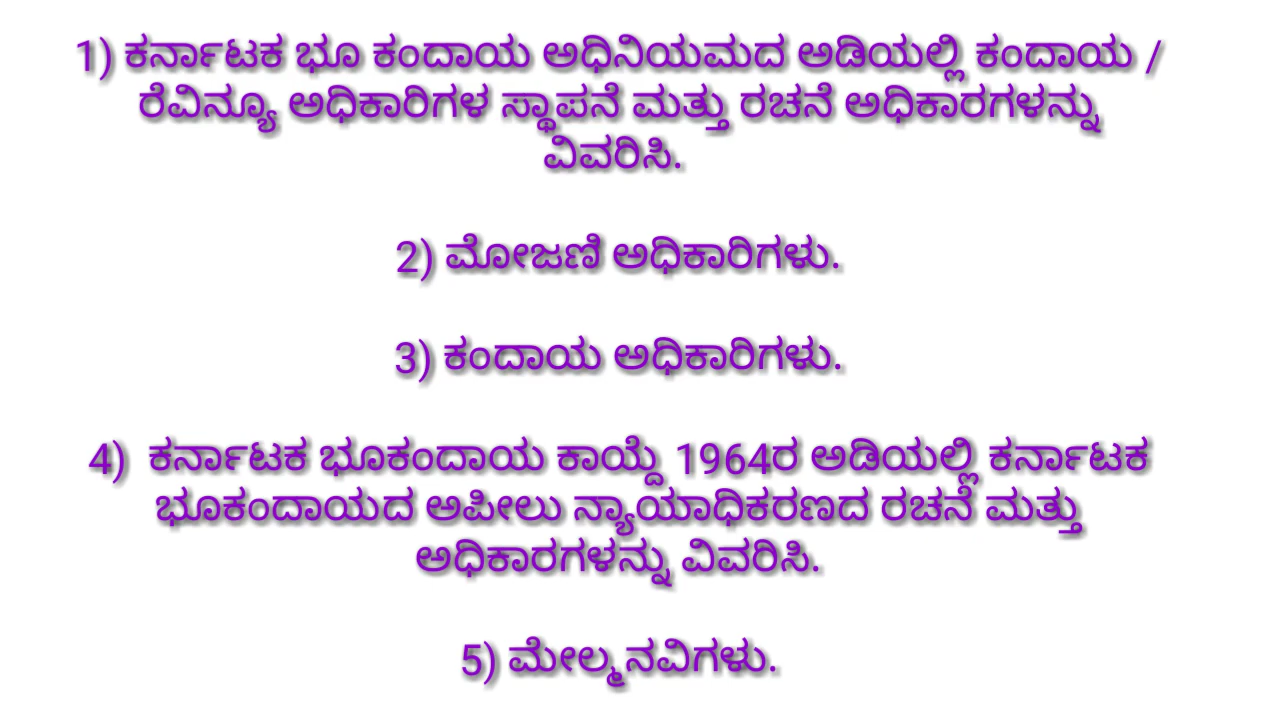 1) ಕರ್ನಾಟಕ ಭೂ ಕಂದಾಯ ಅಧಿನಿಯಮದ ಅಡಿಯಲ್ಲಿ ಕಂದಾಯ /
ರೆವಿನ್ಯೂ ಅಧಿಕಾರಿಗಳ ಸ್ಥಾಪನೆ ಮತ್ತು ರಚನೆ ಅಧಿಕಾರಗಳನ್ನು
ವಿವರಿಸಿ.
2) ಮೋಜಣಿ ಅಧಿಕಾರಿಗಳು.
3) ಕಂದಾಯ ಅಧಿಕಾರಿಗಳು.
4) ಕರ್ನಾಟಕ ಭೂಕಂದಾಯ ಕಾಯ್ದೆ 1964ರ ಅಡಿಯಲ್ಲಿ ಕರ್ನಾಟಕ
ಭೂಕಂದಾಯದ ಅಪೀಲು ನ್ಯಾಯಾಧಿಕರಣದ ರಚನೆ ಮತ್ತು
ಅಧಿಕಾರಗಳನ್ನು ವಿವರಿಸಿ.
5) ಮೇಲ್ಮನವಿಗಳು.